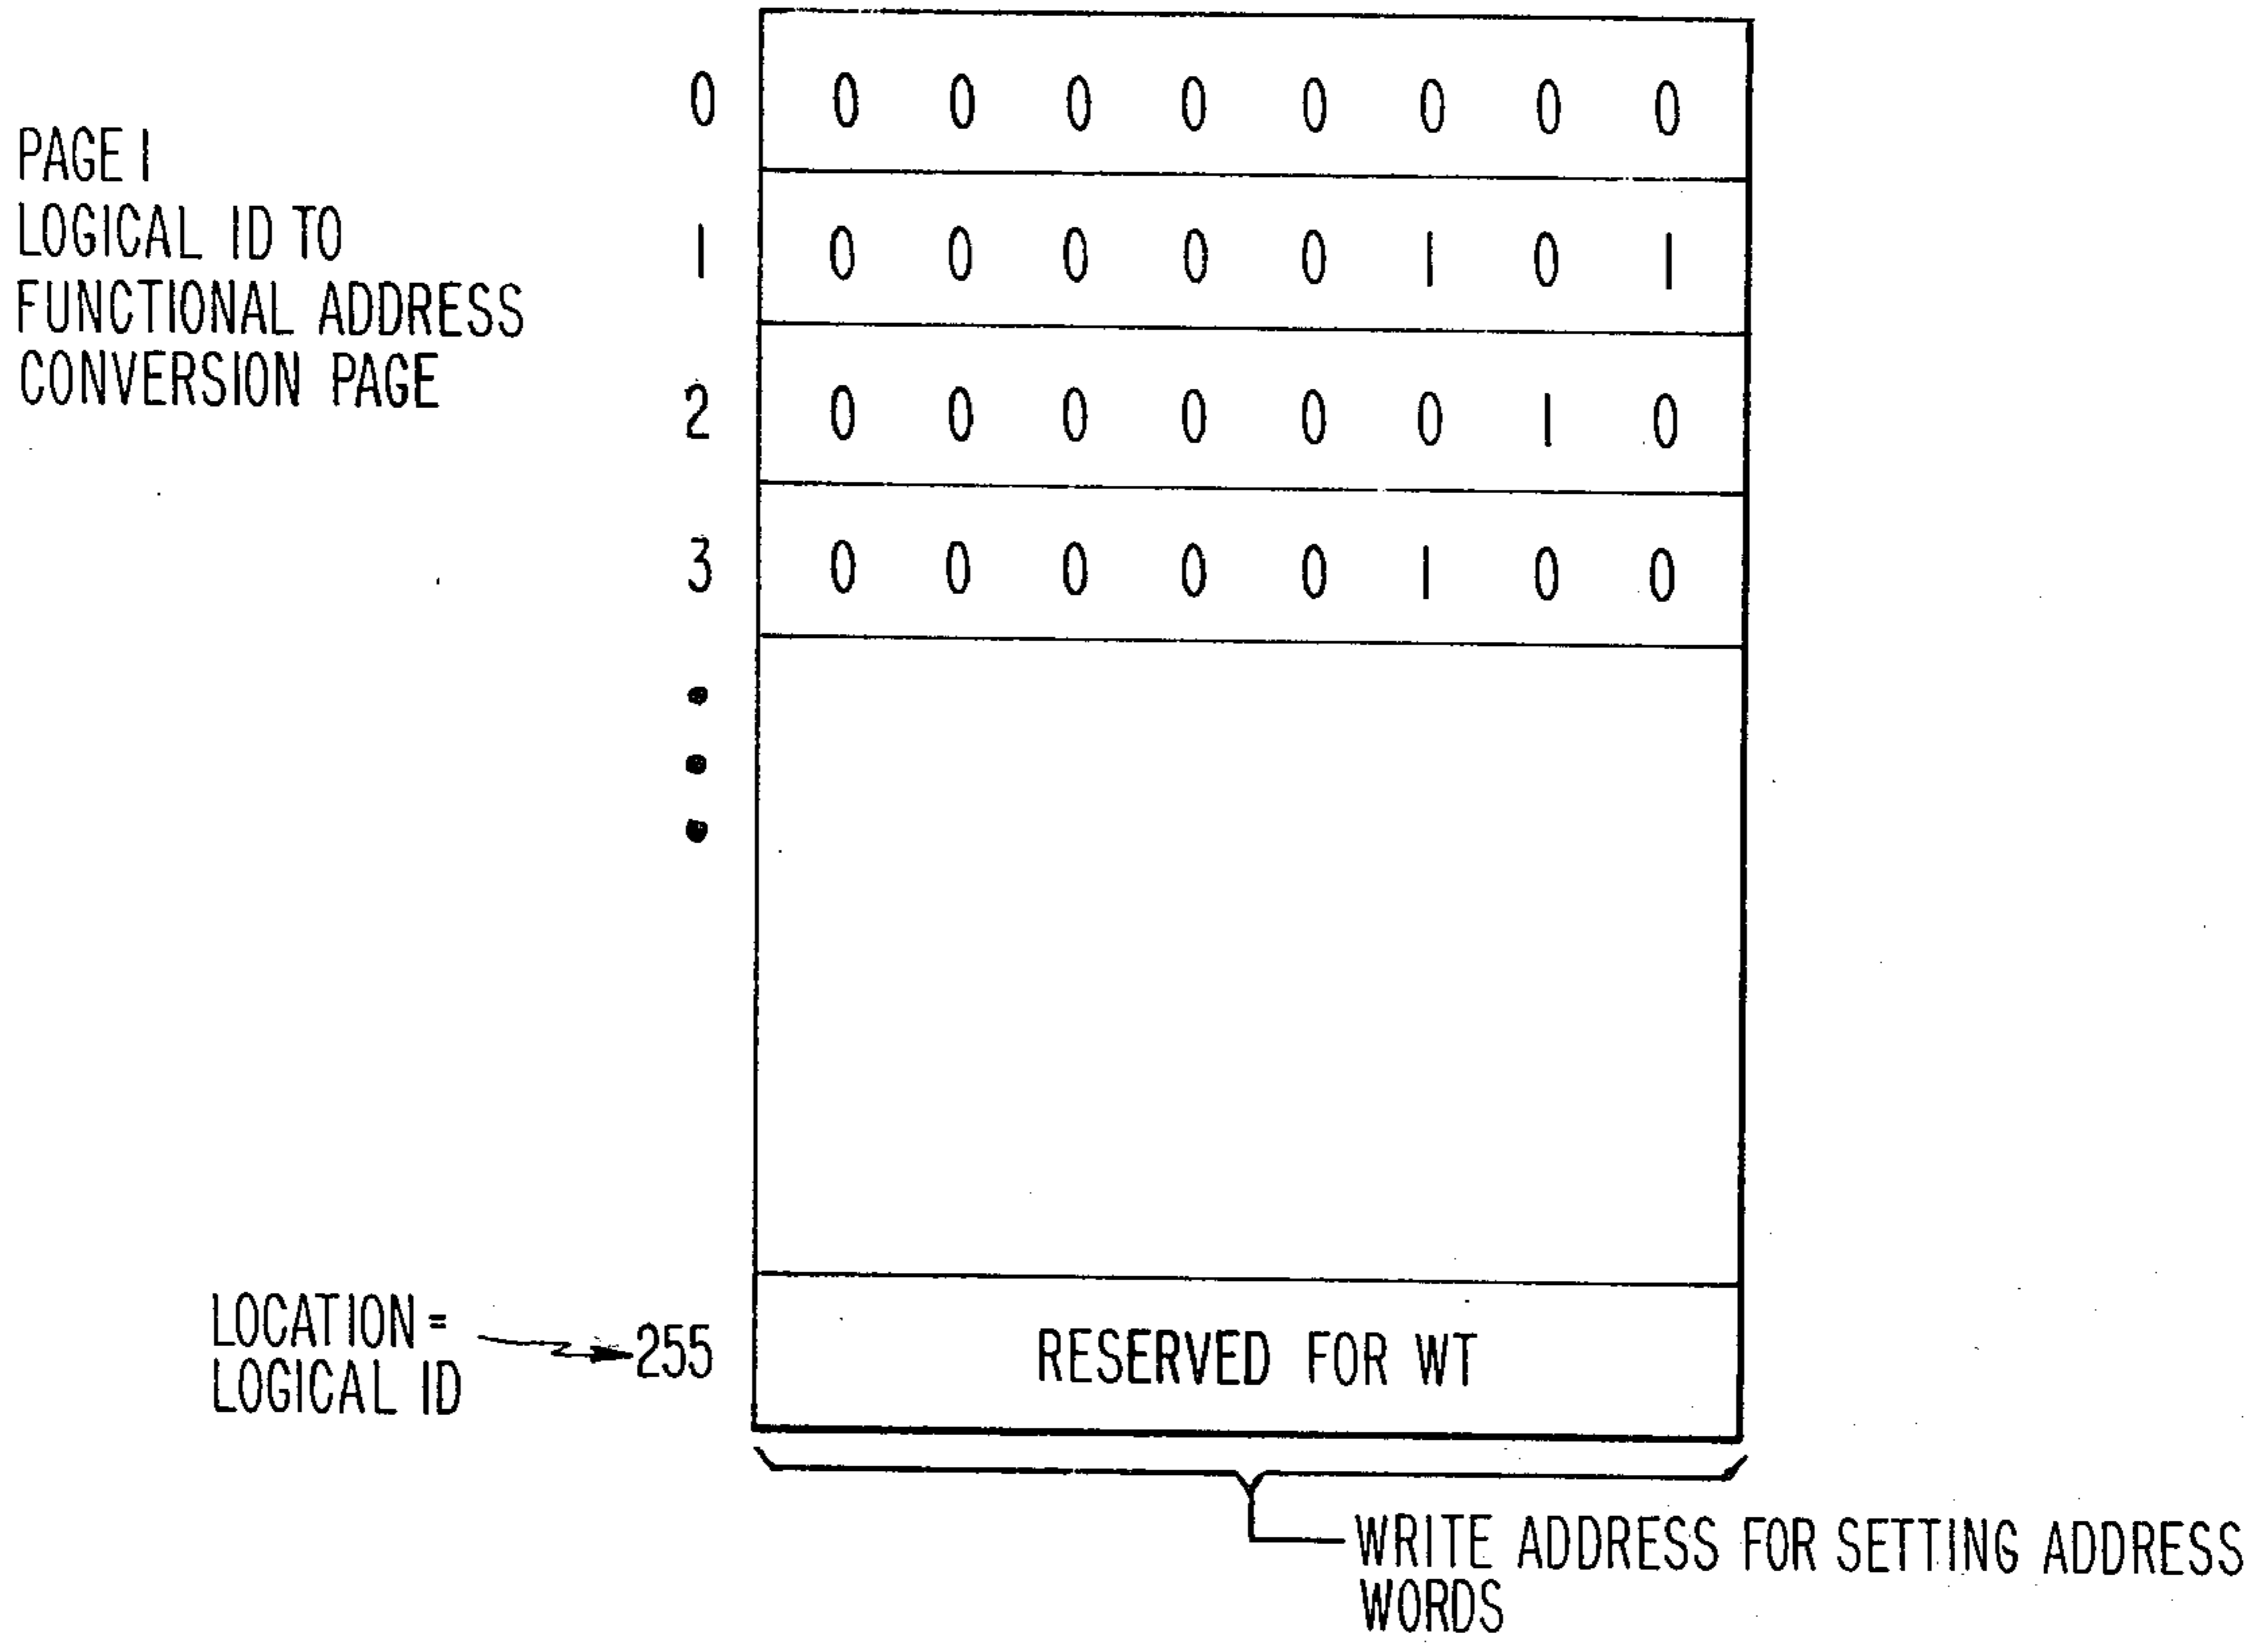 PAGE 1
LOGICAL ID TO
FUNCTIONAL ADDRESS
CONVERSION PAGE
0 0 0 0 0 0 0 0 0
1 0 0 0 0 0 1 0 1
2 0 0 0 0 0 0 1 0
3 0 0 0 0 0 1 0 0
LOCATION =
LOGICAL ID
255 RESERVED FOR WT
WRITE ADDRESS FOR SETTING ADDRESS
WORDS